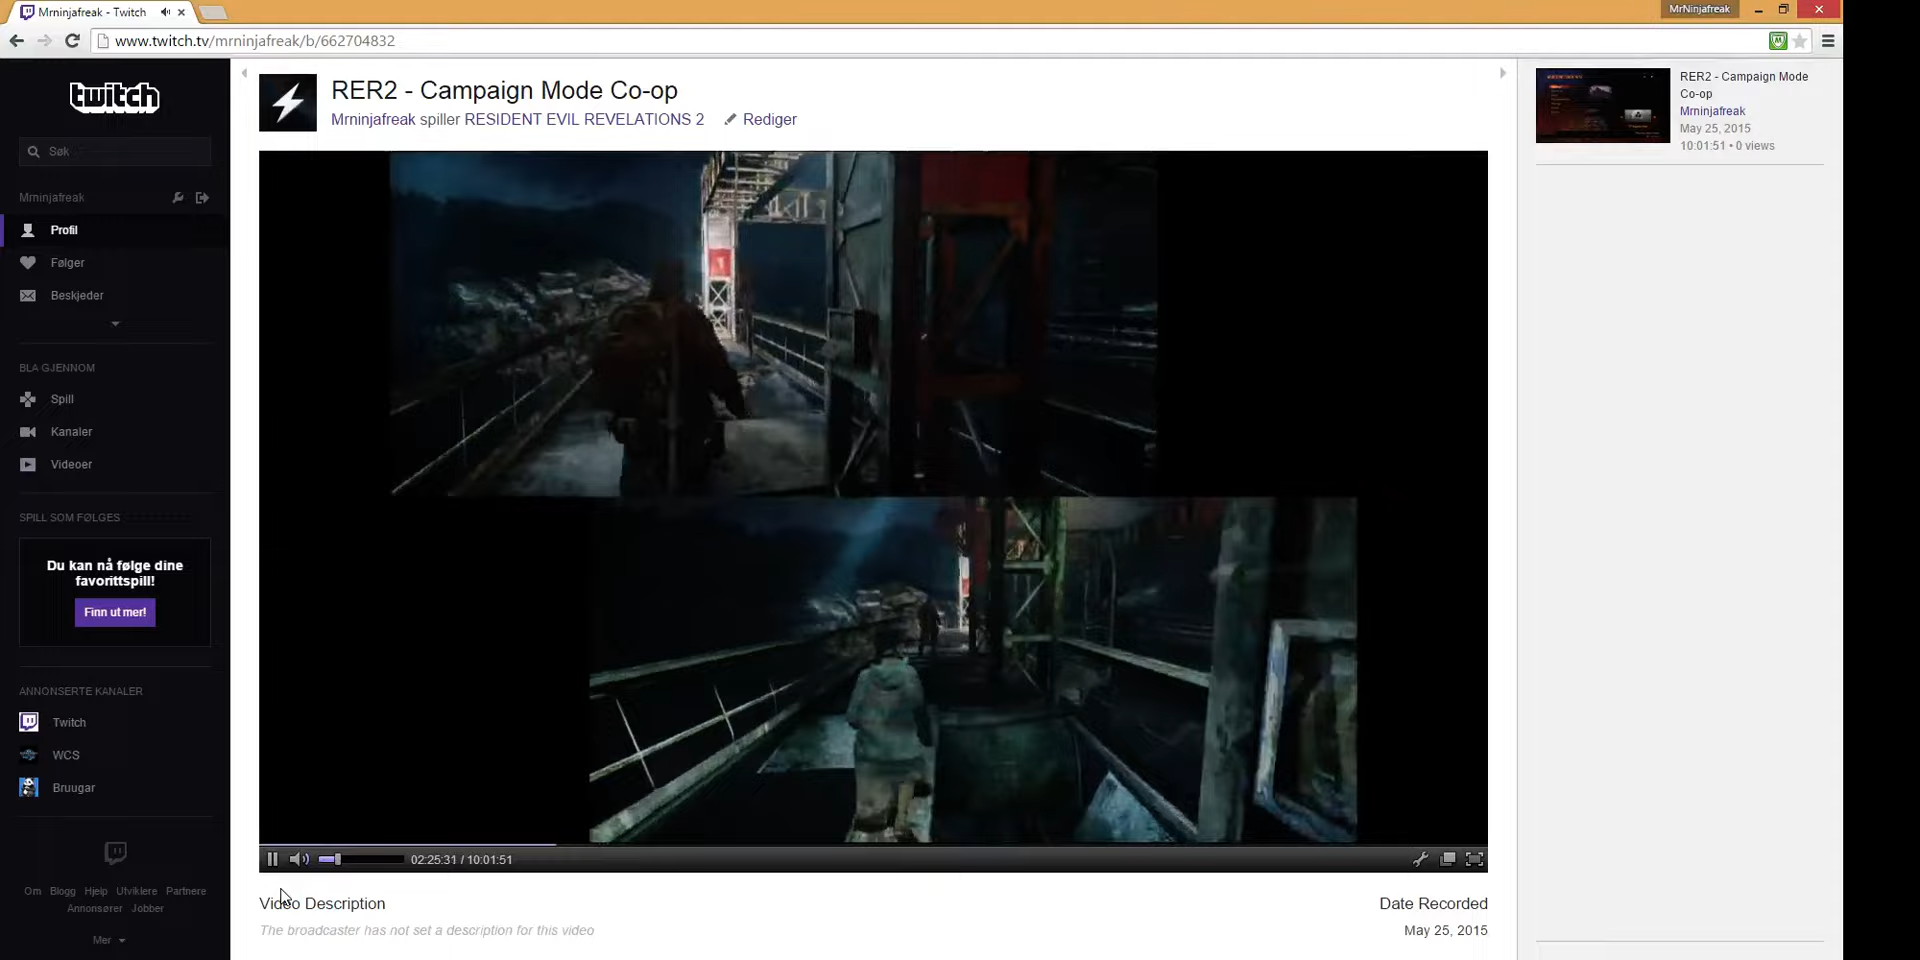 Mrninjafreak - Twitch
MrNinjafreak
www.twitch.tv/mrninjafreak/b/662704832
twitch
Søk
Mrninjafreak
Profil
Følger
Beskjeder
BLA GJENNOM
Spill
Kanaler
Videoer
SPILL SOM FØLGES
Du kan nå følge dine
favorittspill!
Finn ut mer!
ANNONSERTE KANALER
Twitch
WCS
Bruugar
Om Blogg Hjelp Utviklere Partnere
Annonsører Jobber
Mer
RER2 - Campaign Mode Co-op
Mrninjafreak spiller RESIDENT EVIL REVELATIONS 2 Rediger
02:25:31 / 10:01:51
Video Description
The broadcaster has not set a description for this video
Date Recorded
May 25, 2015
RER2 - Campaign Mode
Co-op
Mrninjafreak
May 25, 2015
10:01:51 • 0 views